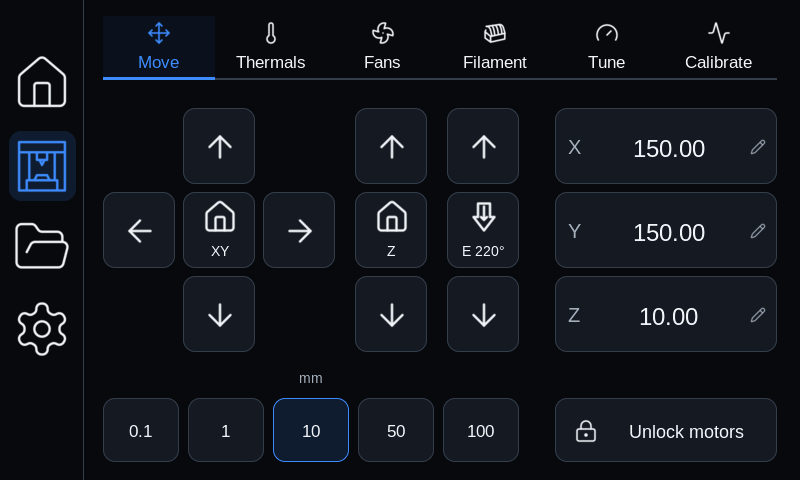 Move
Thermals
Fans
Filament
Tune
Calibrate
X
150.00
XY
Z
E 220°
Y
150.00
Z
10.00
mm
0.1
1
10
50
100
Unlock motors